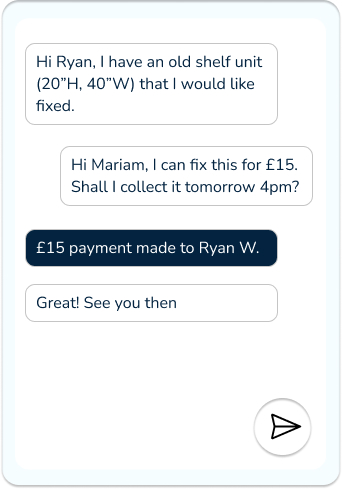 Hi Ryan, I have an old shelf unit
(20”H, 40”W) that I would like
fixed.
Hi Mariam, I can fix this for £15.
Shall I collect it tomorrow 4pm?
£15 payment made to Ryan W.
Great! See you then